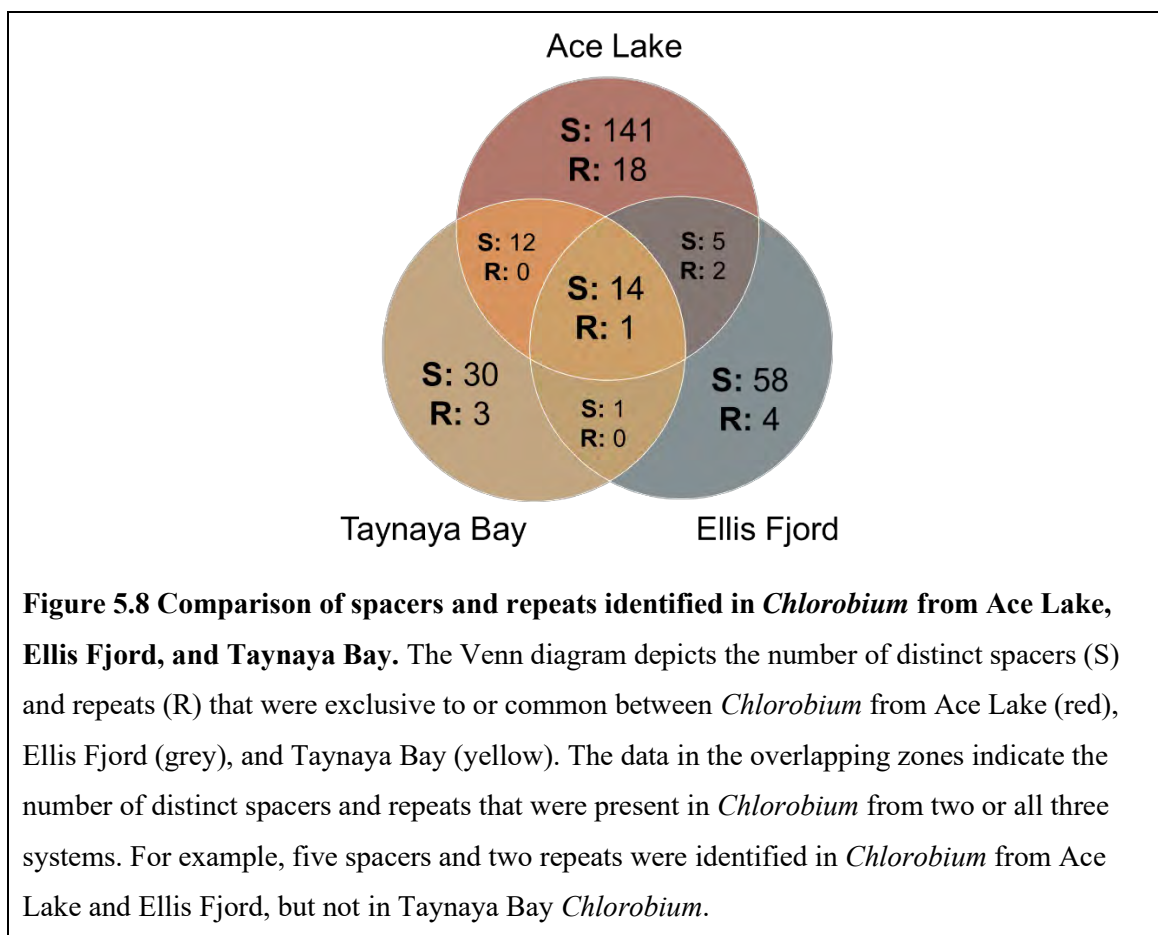 Ace Lake
S: 141
R: 18
S: 12
R: 0
S: 5
R: 2
S: 14
R: 1
S: 30
R: 3
S: 58
R: 4
S: 1
R: 0
Taynaya Bay
Ellis Fjord
Figure 5.8 Comparison of spacers and repeats identified in Chlorobium from Ace Lake,
Ellis Fjord, and Taynaya Bay. The Venn diagram depicts the number of distinct spacers (S)
and repeats (R) that were exclusive to or common between Chlorobium from Ace Lake (red),
Ellis Fjord (grey), and Taynaya Bay (yellow). The data in the overlapping zones indicate the
number of distinct spacers and repeats that were present in Chlorobium from two or all three
systems. For example, five spacers and two repeats were identified in Chlorobium from Ace
Lake and Ellis Fjord, but not in Taynaya Bay Chlorobium.